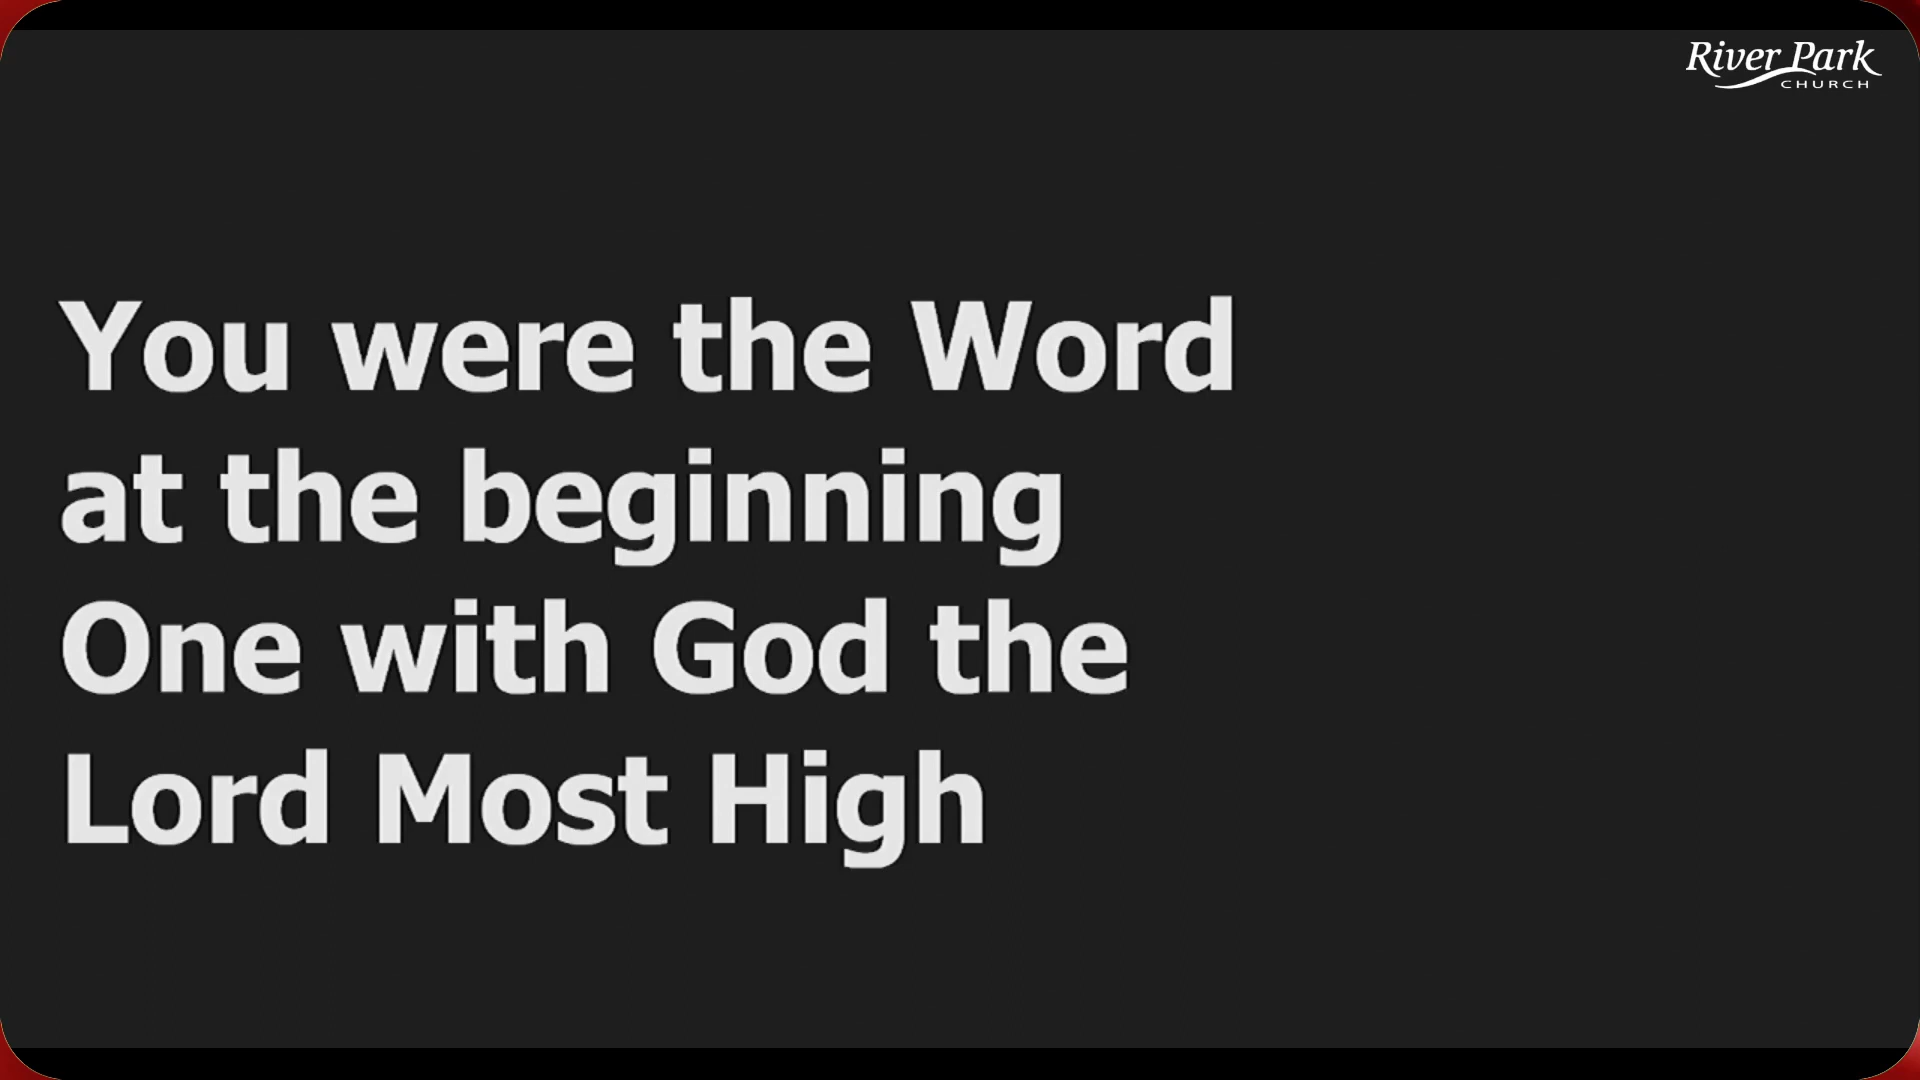 River Park
CHURCH
You were the Word
at the beginning
One with God the
Lord Most High